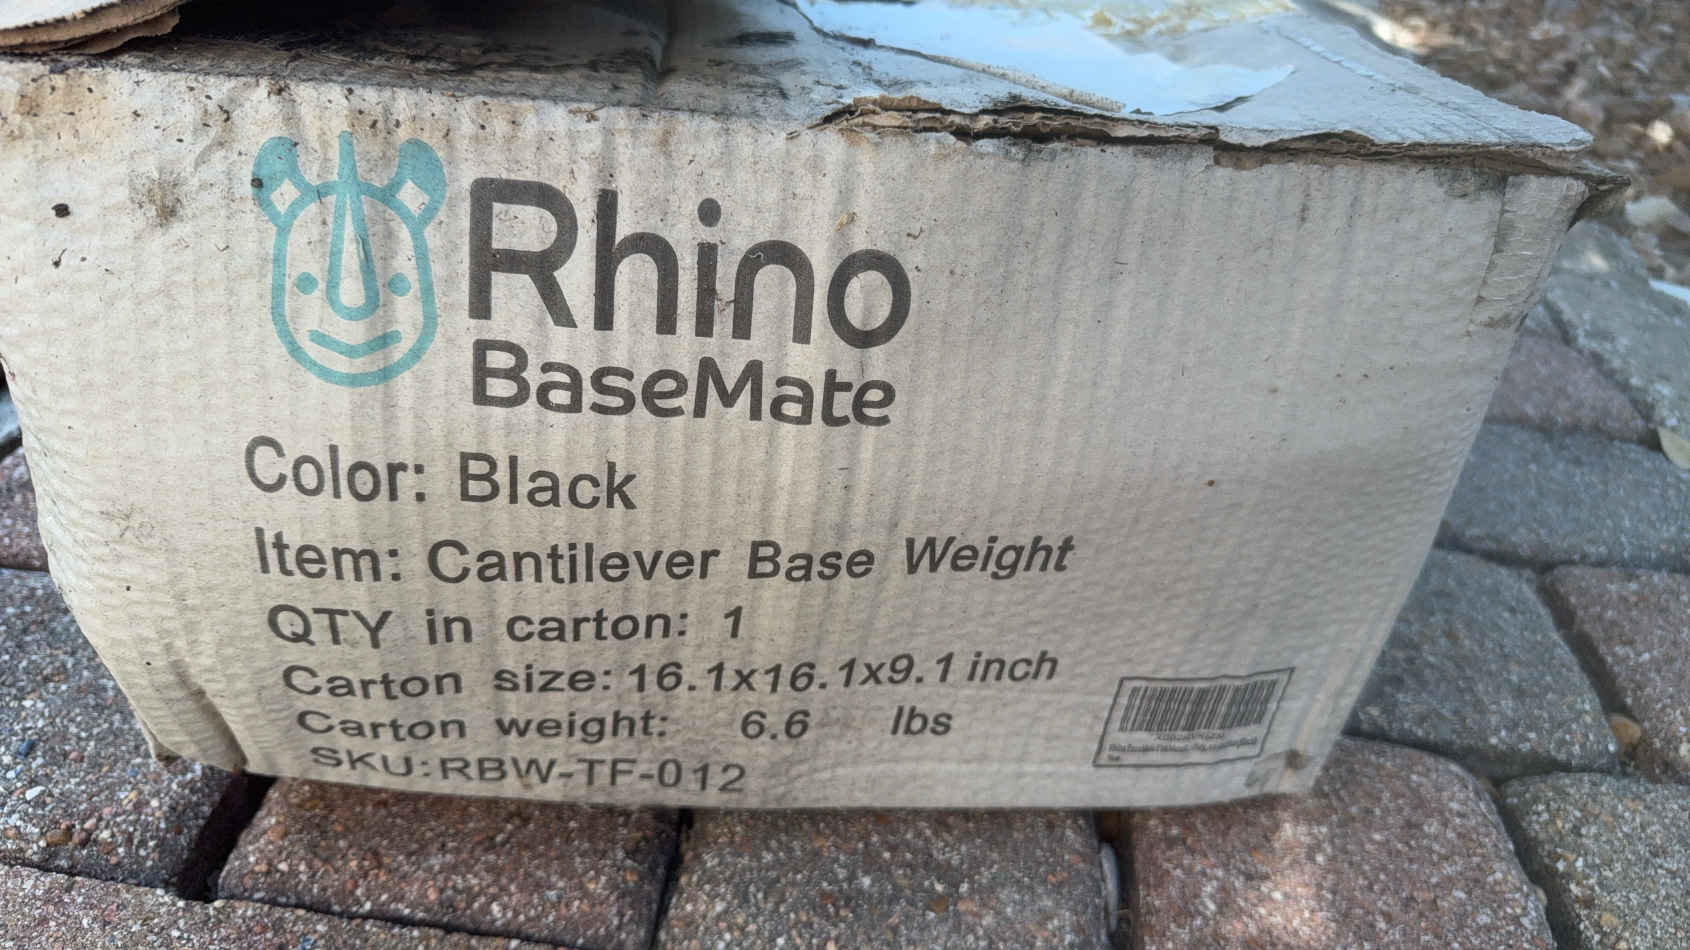 Rhino
BaseMate
Color: Black
Item: Cantilever Base Weight
QTY in carton: 1
Carton size: 16.1x16.1x9.1 inch
Carton weight: 6.6 lbs
SKU:RBW-TF-012